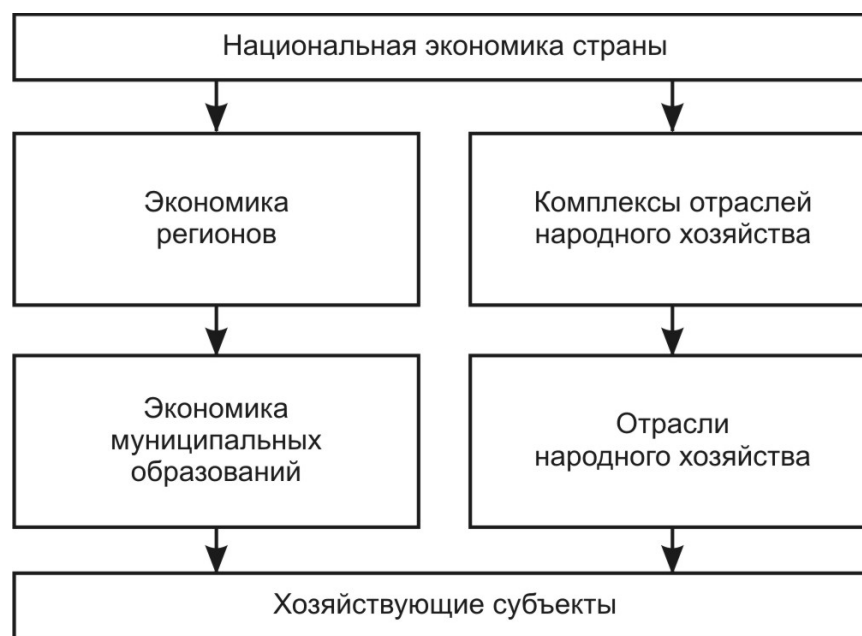 Национальная экономика страны
Экономика
регионов
Комплексы отраслей
народного хозяйства
Экономика
муниципальных
образований
Отрасли
народного хозяйства
Хозяйствующие субъекты